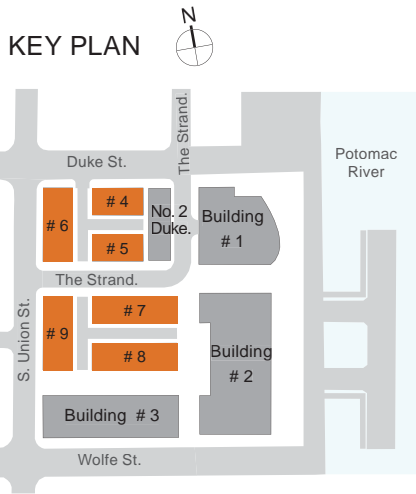 N
KEY PLAN
The Strand.
Duke St.
Potomac
River
# 4
# 6
No. 2
Duke.
Building
# 1
# 5
The Strand.
S. Union St.
# 7
# 9
# 8
Building
# 2
Building # 3
Wolfe St.